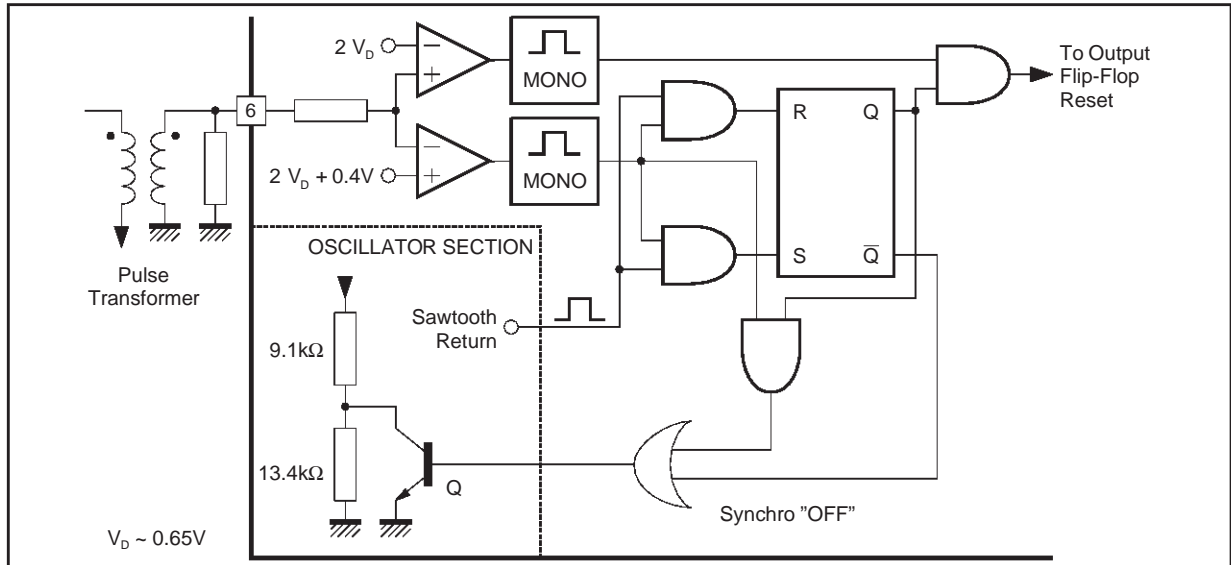 2 V_D
MONO
To Output
Flip-Flop
Reset
6
R
Q
2 V_D + 0.4V
MONO
OSCILLATOR SECTION
S
Q̅
Pulse
Transformer
Sawtooth
Return
9.1kΩ
13.4kΩ
Q
Synchro "OFF"
V_D ~ 0.65V